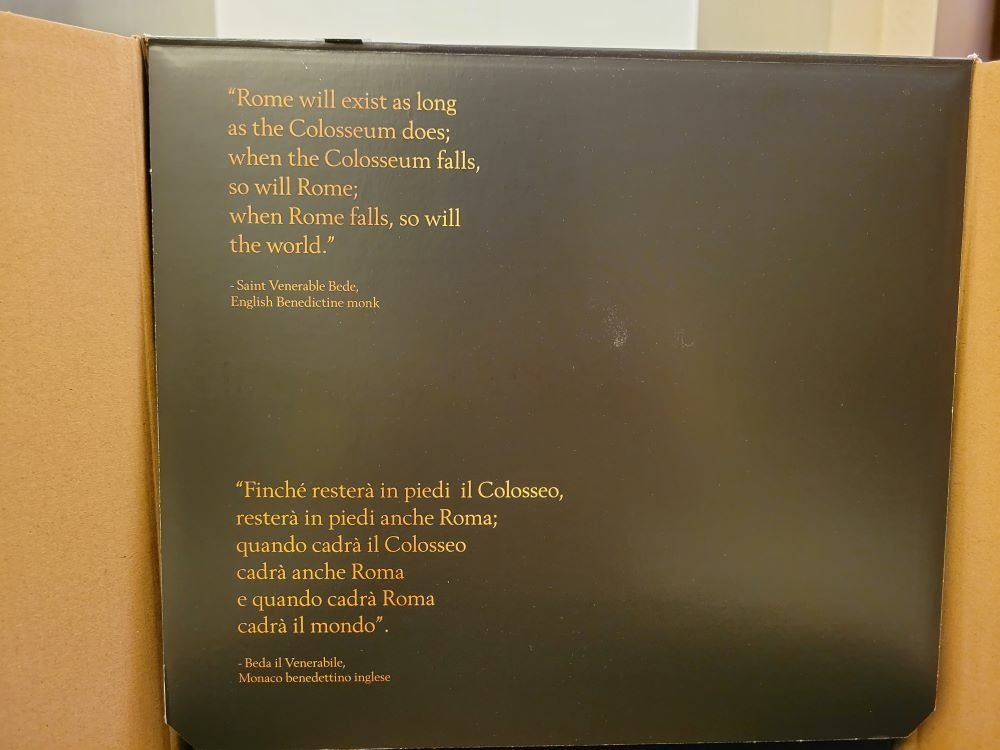 “Rome will exist as long
as the Colosseum does;
when the Colosseum falls,
so will Rome;
when Rome falls, so will
the world.”
- Saint Venerable Bede,
English Benedictine monk
“Finché resterà in piedi  il Colosseo,
resterà in piedi anche Roma;
quando cadrà il Colosseo
cadrà anche Roma
e quando cadrà Roma
cadrà il mondo”.
- Beda il Venerabile,
Monaco benedettino inglese